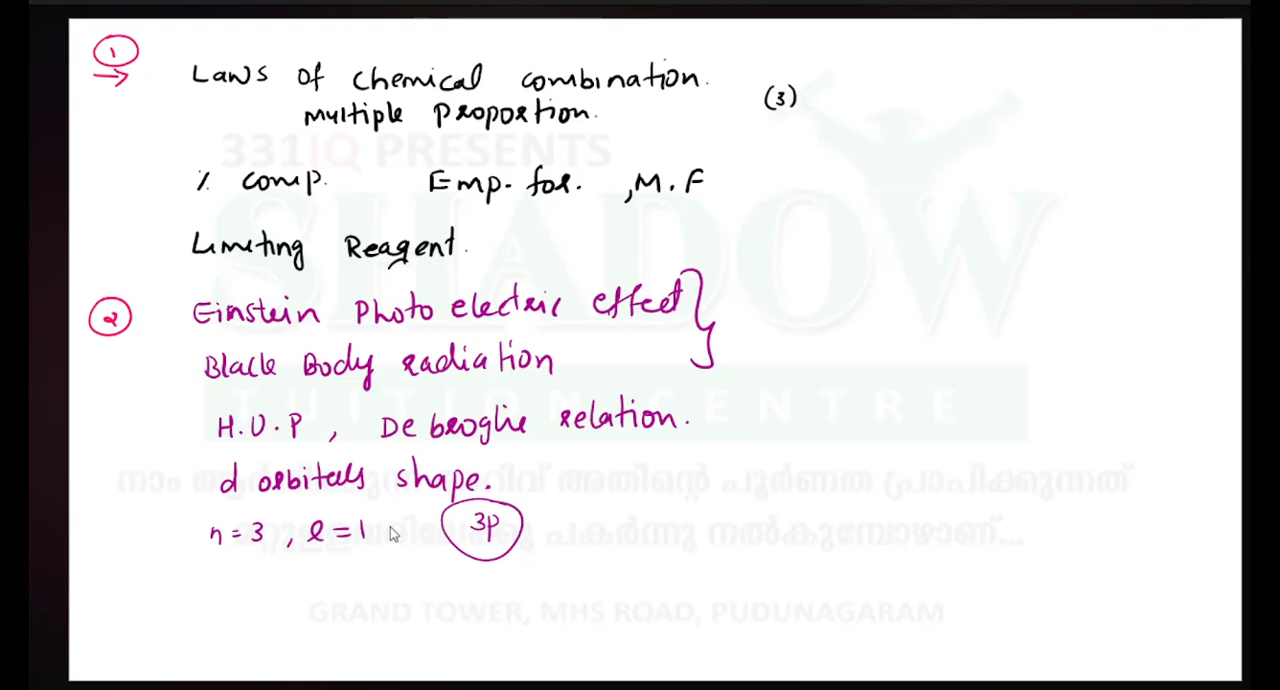 1
Laws of chemical combination.
multiple proportion. (3)
331IQ PRESENTS
% comp. Emp. for. , M. F
SHADOW
Limiting Reagent.
2 Einstein Photo electric effect
Black Body radiation
TUITION CENTRE
H.U.P , De broglie relation.
d orbitals shape.
n = 3 , l = 1 3p
GRAND TOWER, MHS ROAD, PUDUNAGARAM